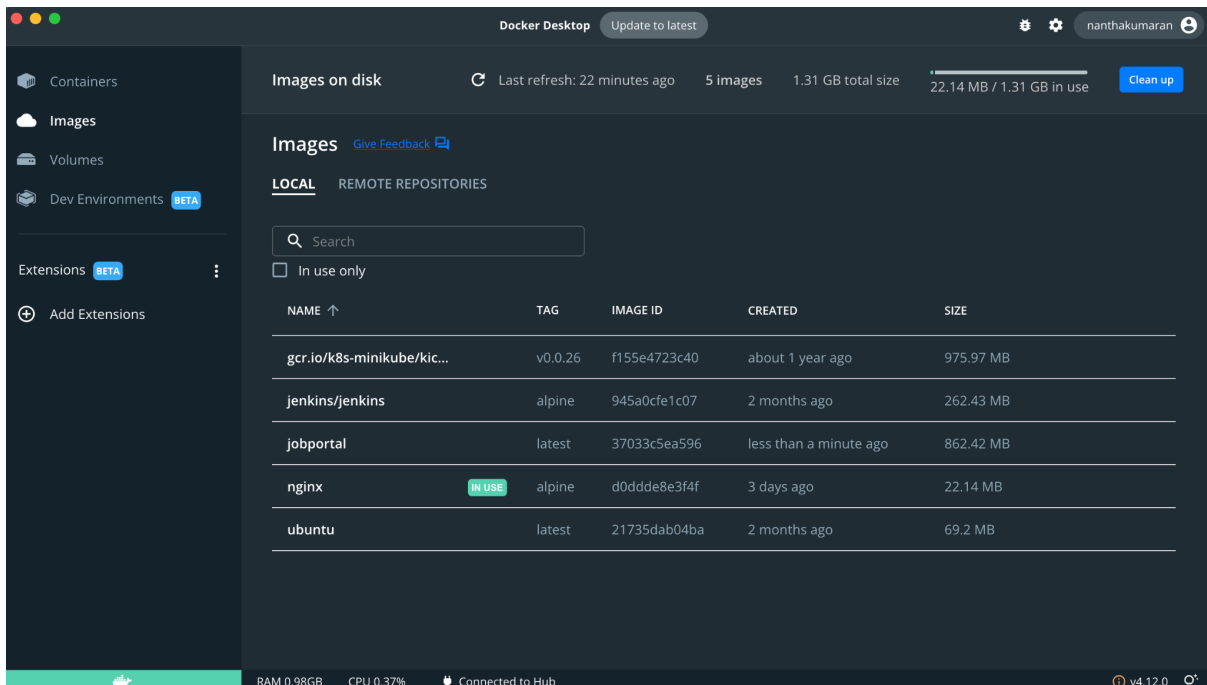 Docker Desktop Update to latest nanthakumaran
Containers
Images
Volumes
Dev Environments BETA
Extensions BETA
Add Extensions
Images on disk Last refresh: 22 minutes ago 5 images 1.31 GB total size 22.14 MB / 1.31 GB in use Clean up
Images Give Feedback
LOCAL REMOTE REPOSITORIES
Search
In use only
NAME TAG IMAGE ID CREATED SIZE
gcr.io/k8s-minikube/kic... v0.0.26 f155e4723c40 about 1 year ago 975.97 MB
jenkins/jenkins alpine 945a0cfe1c07 2 months ago 262.43 MB
jobportal latest 37033c5ea596 less than a minute ago 862.42 MB
nginx IN USE alpine d0ddde8e3f4f 3 days ago 22.14 MB
ubuntu latest 21735dab04ba 2 months ago 69.2 MB
RAM 0.98GB CPU 0.37% Connected to Hub v4.12.0